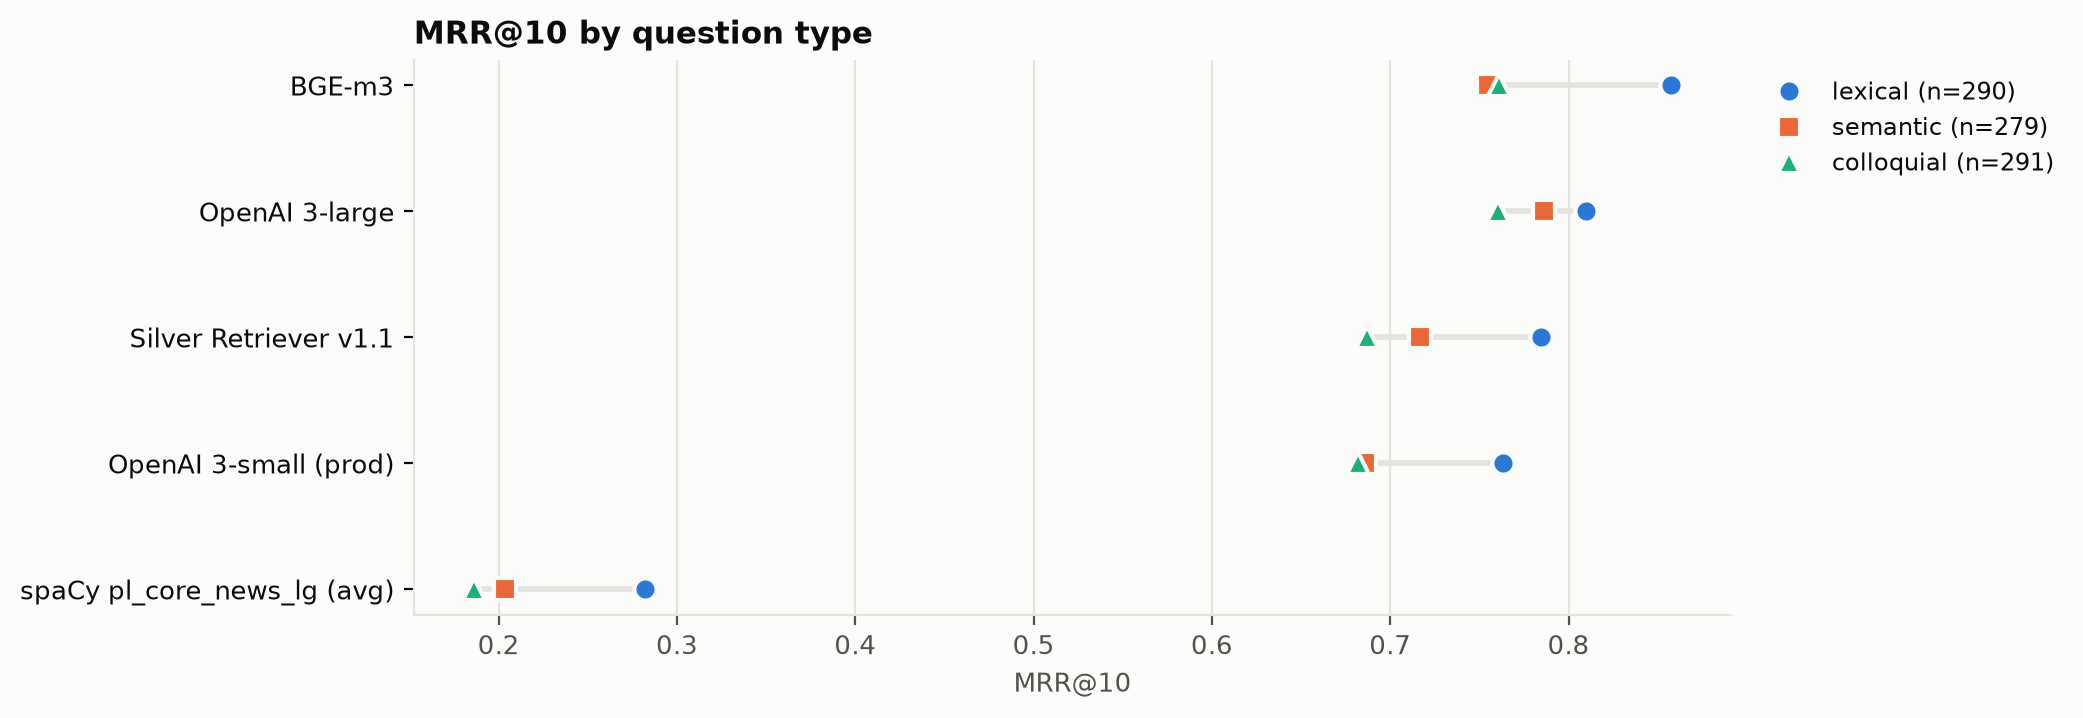 MRR@10 by question type
BGE-m3
OpenAI 3-large
Silver Retriever v1.1
OpenAI 3-small (prod)
spaCy pl_core_news_lg (avg)
0.2 0.3 0.4 0.5 0.6 0.7 0.8
MRR@10
lexical (n=290)
semantic (n=279)
colloquial (n=291)